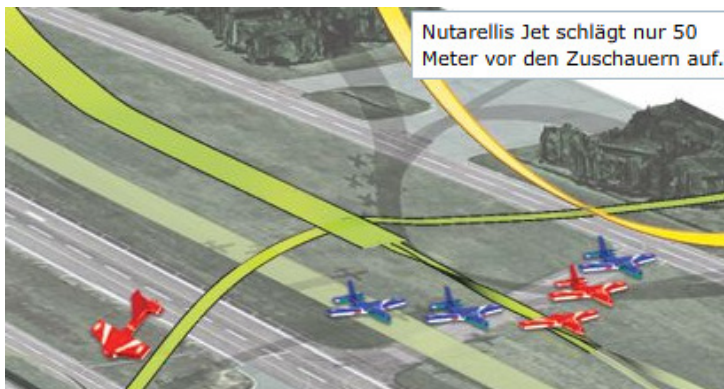 Nutarellis Jet schlägt nur 50
Meter vor den Zuschauern auf.